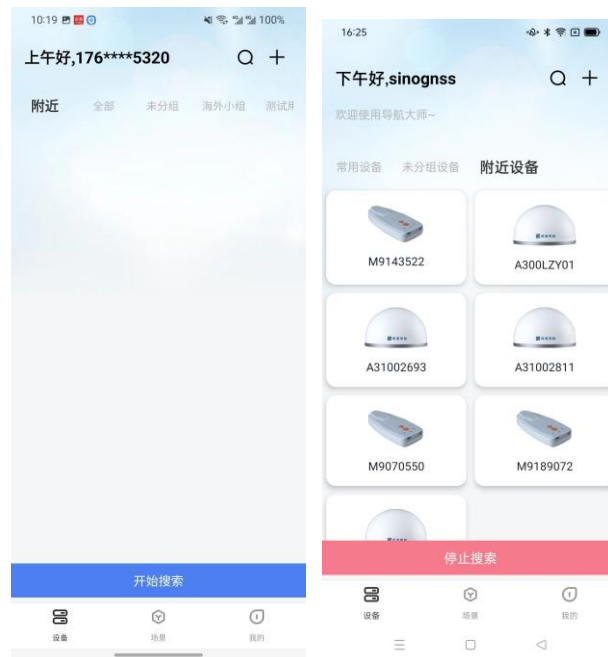 10:19
100%
上午好,176****5320
附近 全部 未分组 海外小组 测试用
开始搜索
设备 场景 我的
16:25
下午好,sinognss
欢迎使用导航大师~
常用设备 未分组设备 附近设备
M9143522 A300LZY01
A31002693 A31002811
M9070550 M9189072
停止搜索
设备 场景 我的